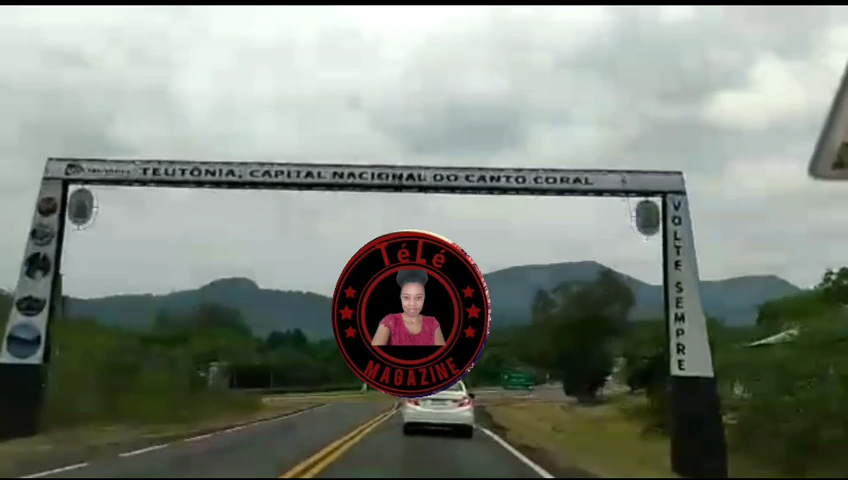 TEUTÔNIA, CAPITAL NACIONAL DO CANTO CORAL
VOLTE SEMPRE
TéLé
MAGAZINE